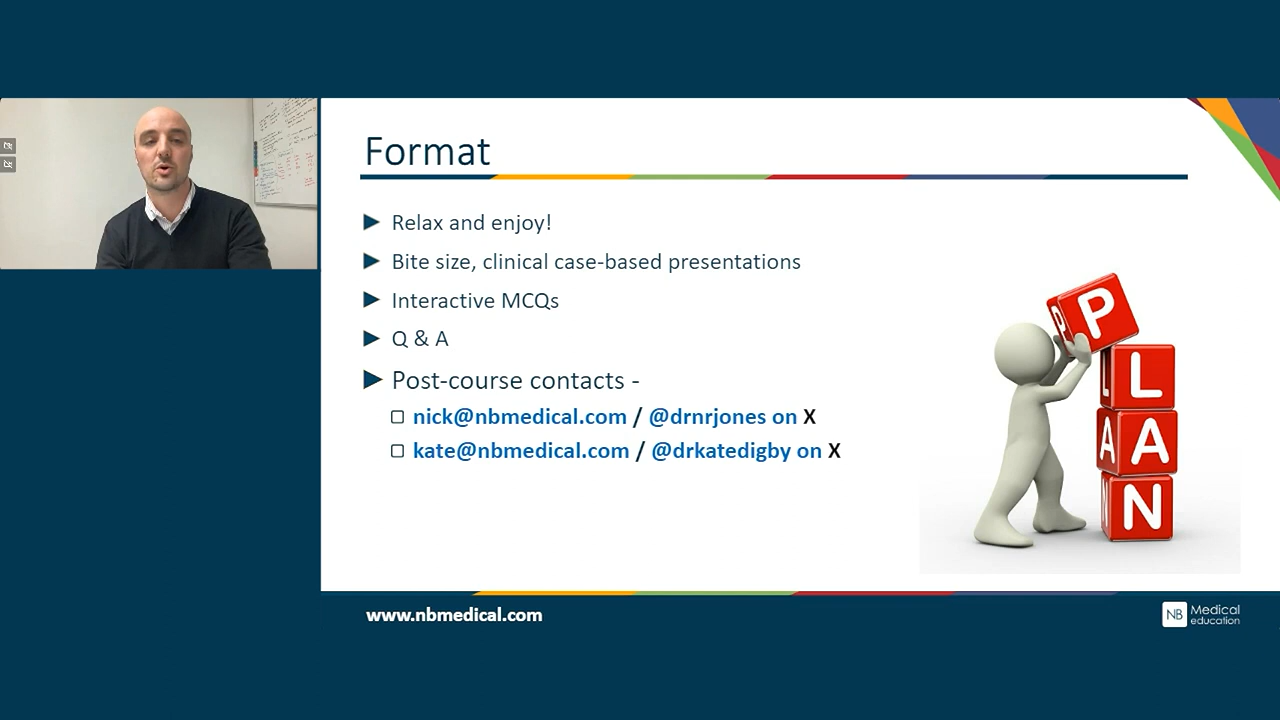 Format
Relax and enjoy!
Bite size, clinical case-based presentations
Interactive MCQs
Q & A
Post-course contacts -
nick@nbmedical.com / @drnrjones on X
kate@nbmedical.com / @drkatedigby on X
P
P
L
L
A
A
N
N
www.nbmedical.com
NB Medical
education